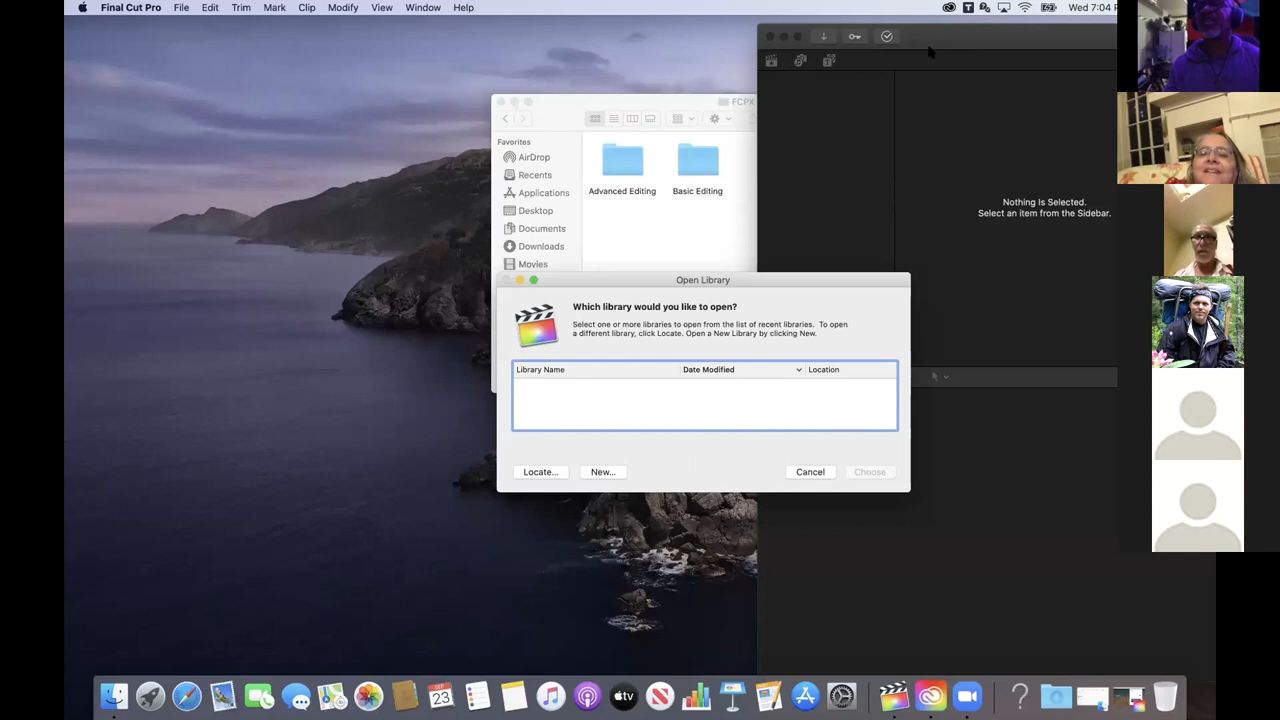 Final Cut Pro File Edit Trim Mark Clip Modify View Window Help
Wed 7:04
FCPX
Favorites
AirDrop
Recents
Applications
Desktop
Documents
Downloads
Movies
Advanced Editing
Basic Editing
Nothing Is Selected.
Select an item from the Sidebar.
Open Library
Which library would you like to open?
Select one or more libraries to open from the list of recent libraries. To open
a different library, click Locate. Open a New Library by clicking New.
Library Name Date Modified Location
Locate... New... Cancel Choose
SEP
23
tv